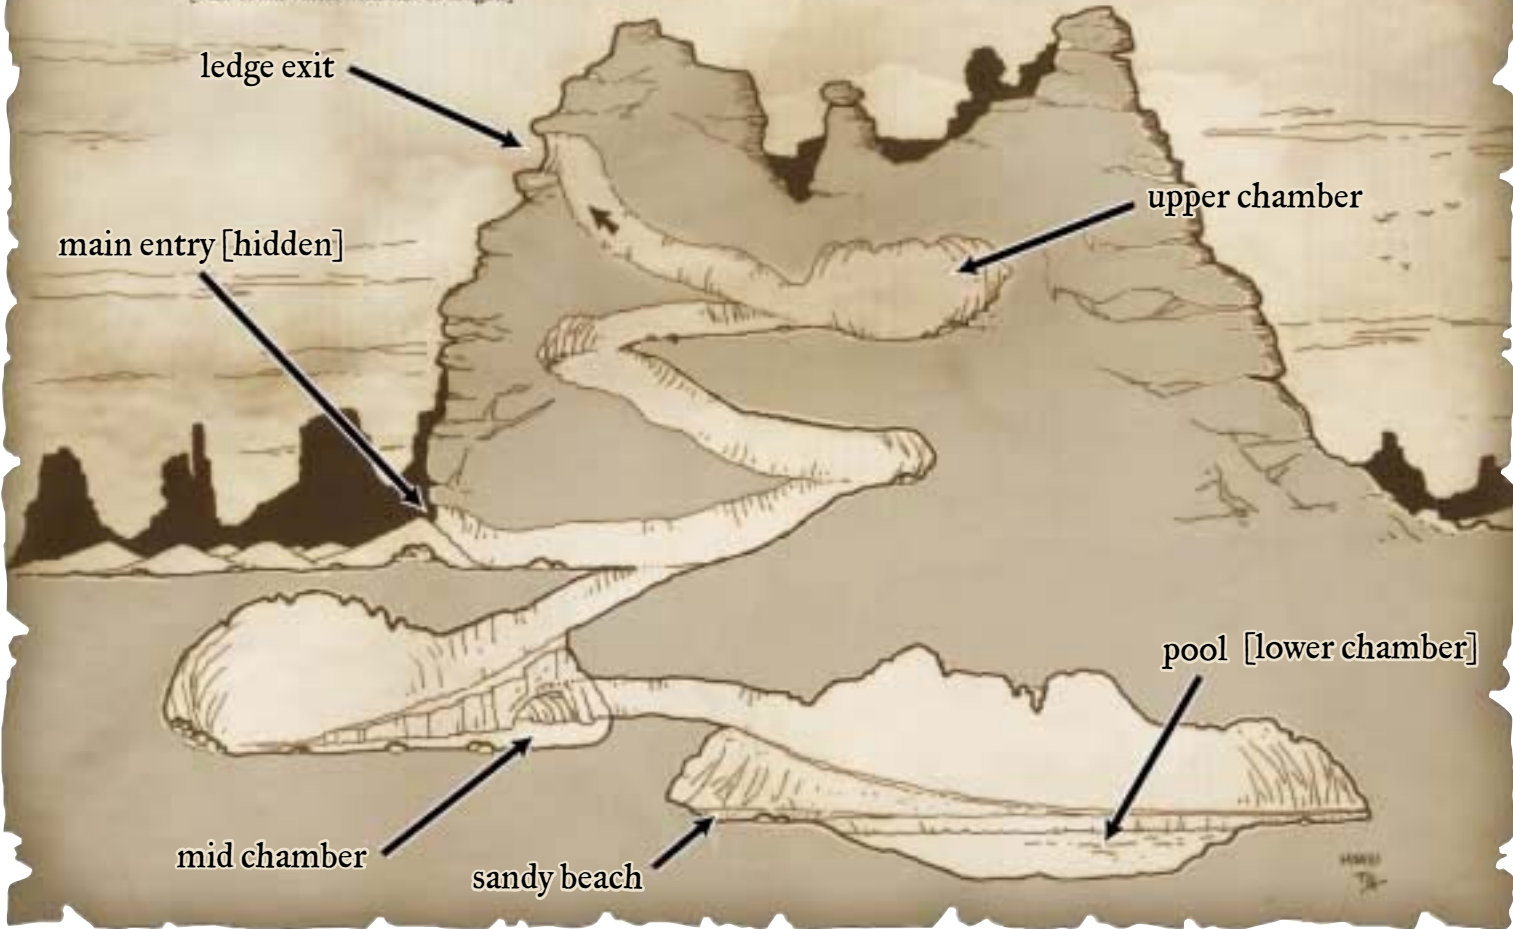 ledge exit
upper chamber
main entry [hidden]
pool [lower chamber]
mid chamber
sandy beach